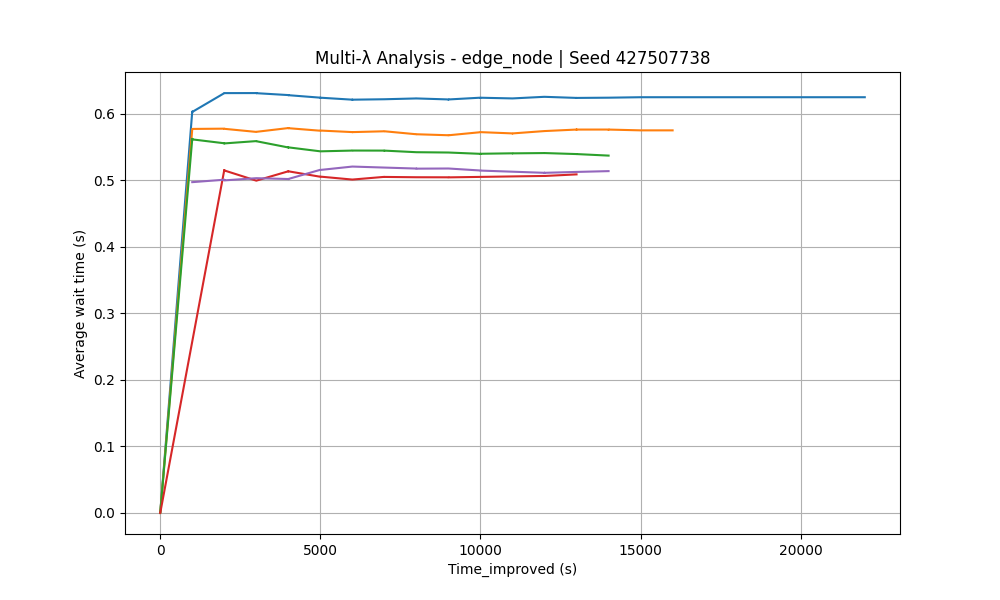 Multi-λ Analysis - edge_node | Seed 427507738
Average wait time (s)
0.6
0.5
0.4
0.3
0.2
0.1
0.0
0 5000 10000 15000 20000
Time_improved (s)